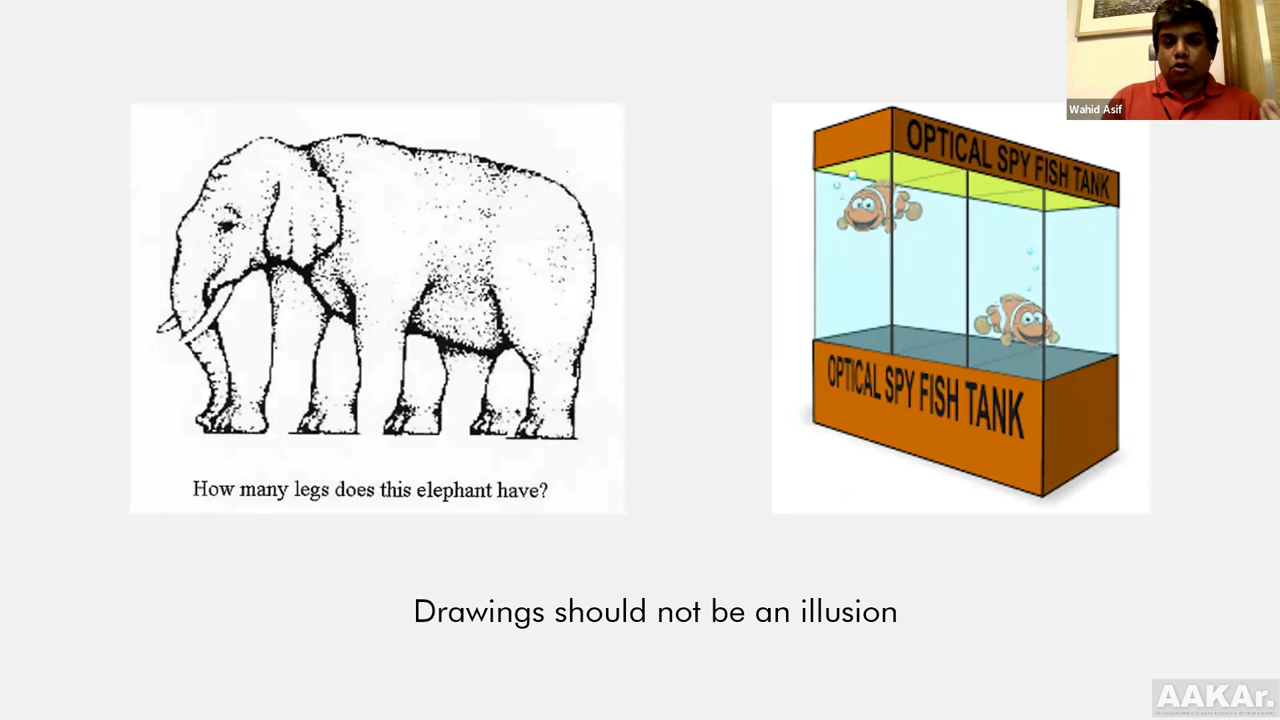 Wahid Asif
OPTICAL SPY FISH TANK
OPTICAL SPY FISH TANK
How many legs does this elephant have?
Drawings should not be an illusion
AAKAr.